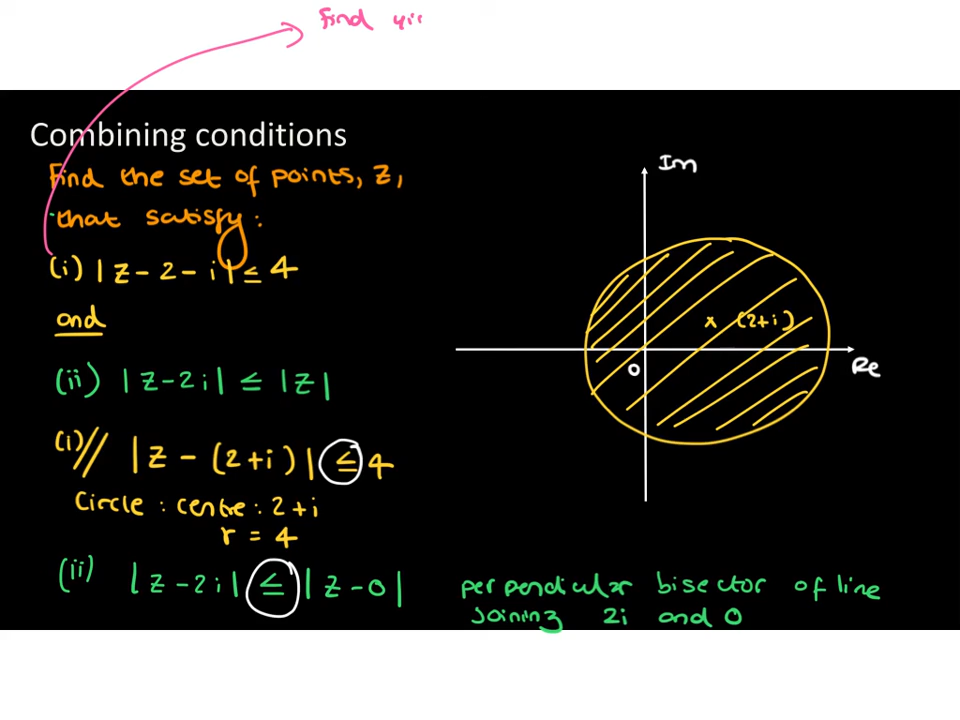 Find
Combining conditions
Find the set of points, z,
that satisfy:
(i) |z - 2 - i| ≤ 4
and
(ii) |z - 2i| ≤ |z|
(i)// |z - (2+i)| ≤ 4
Circle : centre : 2 + i
r = 4
(ii) |z - 2i| ≤ |z - 0|
Im
x (2+i)
0
Re
perpendicular bisector of line
joining 2i and 0